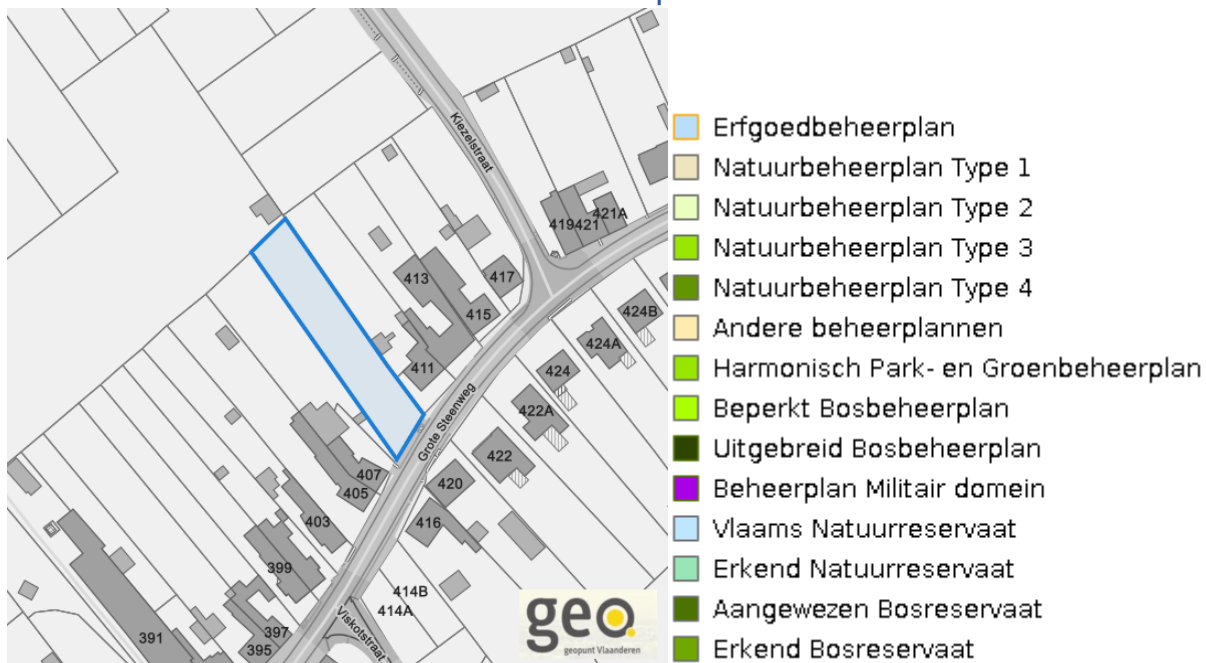 Kiezelstraat
419 421 421A
413
417
415
424B
424A
411
424
Grote Steenweg
422A
422
407
420
405
403
416
399
414B
414A
Viskotstraat
391
397
395
geo
geopunt Vlaanderen
Erfgoedbeheerplan
Natuurbeheerplan Type 1
Natuurbeheerplan Type 2
Natuurbeheerplan Type 3
Natuurbeheerplan Type 4
Andere beheerplannen
Harmonisch Park- en Groenbeheerplan
Beperkt Bosbeheerplan
Uitgebreid Bosbeheerplan
Beheerplan Militair domein
Vlaams Natuurreservaat
Erkend Natuurreservaat
Aangewezen Bosreservaat
Erkend Bosreservaat